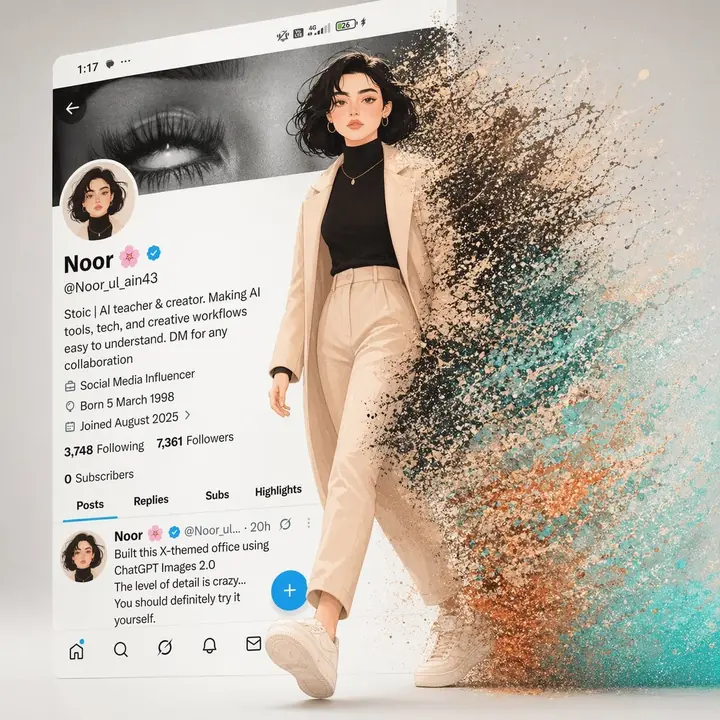 1:17
4G
26
Noor 🌸
@Noor_ul_ain43
Stoic | AI teacher & creator. Making AI
tools, tech, and creative workflows
easy to understand. DM for any
collaboration
Social Media Influencer
Born 5 March 1998
Joined August 2025
3,748 Following 7,361 Followers
0 Subscribers
Posts Replies Subs Highlights
Noor 🌸 @Noor_ul... · 20h
Built this X-themed office using
ChatGPT Images 2.0
The level of detail is crazy...
You should definitely try it
yourself.